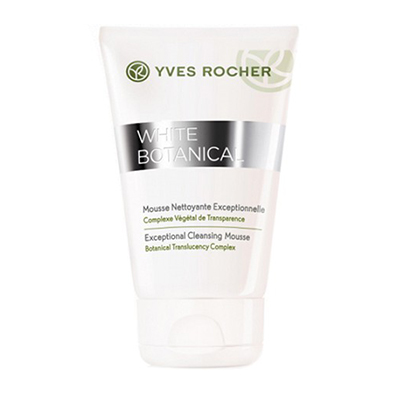 YVES ROCHER
WHITE
BOTANICAL
Mousse Nettoyante Exceptionnelle
Complexe Végétal de Transparence
Exceptional Cleansing Mousse
Botanical Translucency Complex